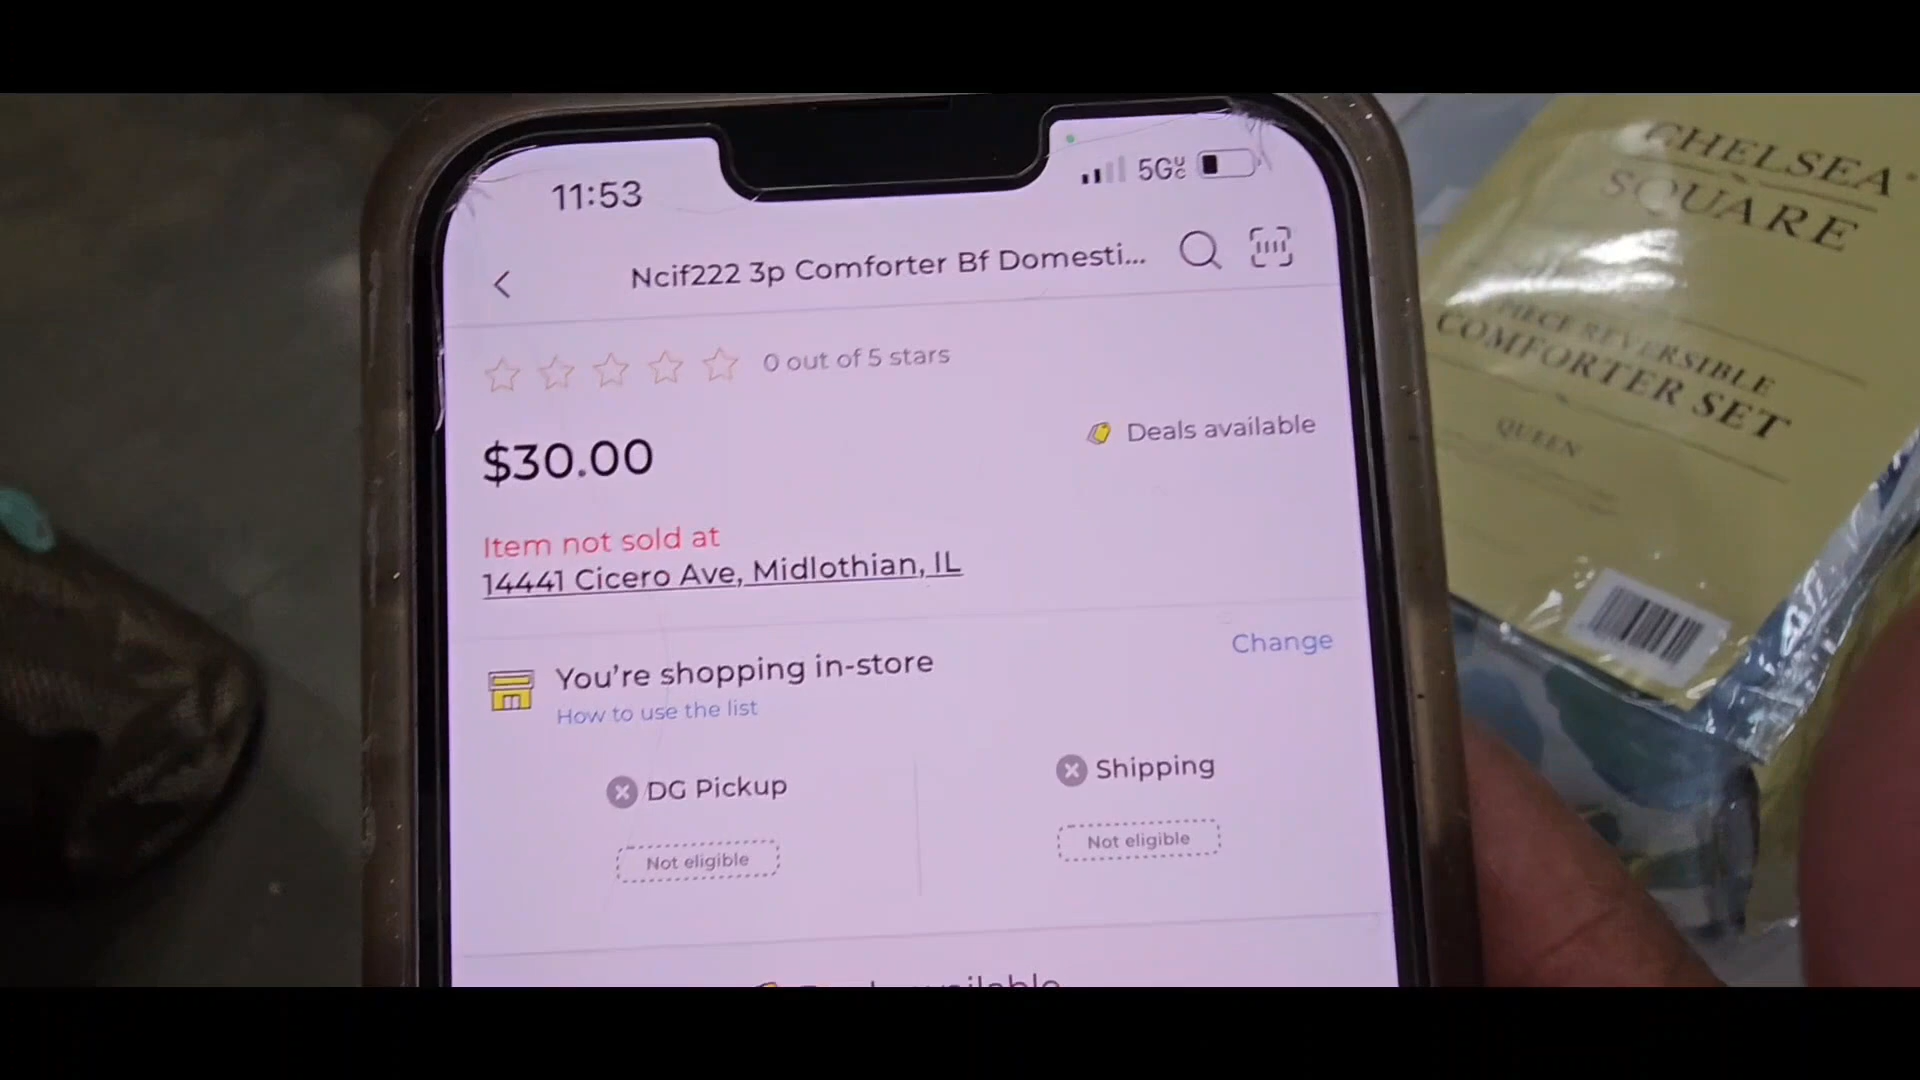 11:53
5GUC
Ncif222 3p Comforter Bf Domesti...
0 out of 5 stars
$30.00
Deals available
Item not sold at
14441 Cicero Ave, Midlothian, IL
You're shopping in-store
Change
How to use the list
DG Pickup
Shipping
Not eligible
Not eligible
CHELSEA
SQUARE
PIECE REVERSIBLE
COMFORTER SET
QUEEN